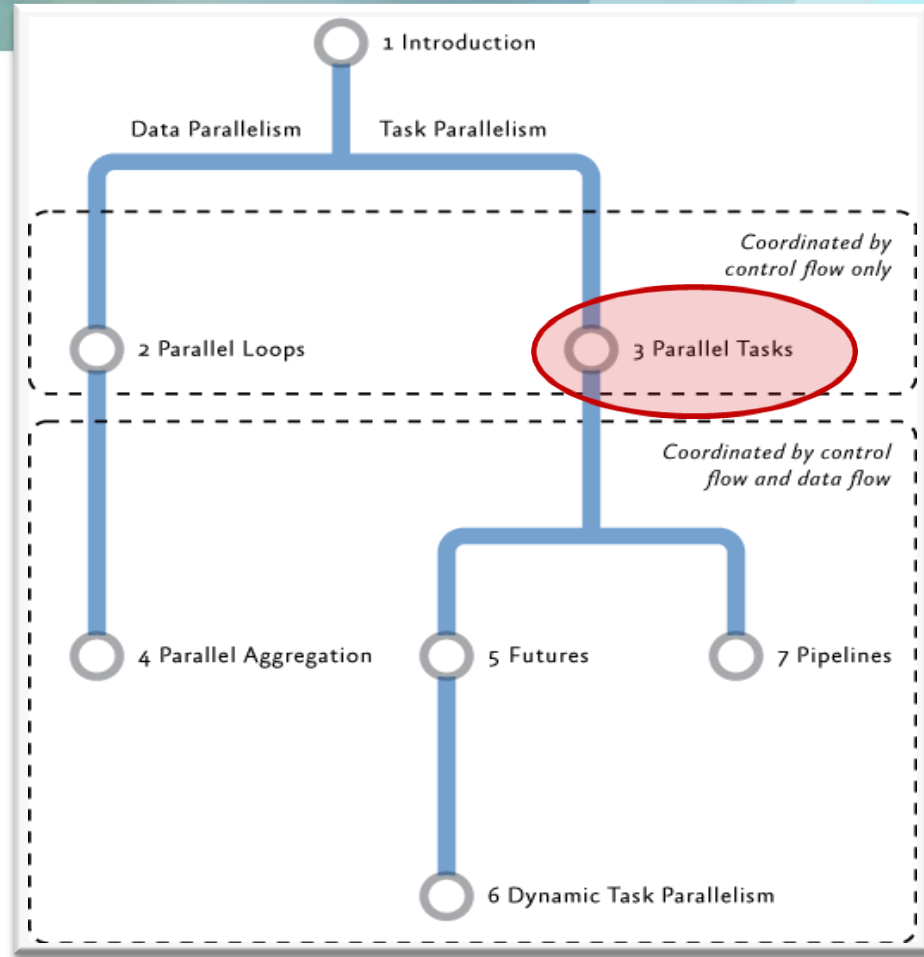 1 Introduction
Data Parallelism
Task Parallelism
Coordinated by
control flow only
2 Parallel Loops
3 Parallel Tasks
Coordinated by control
flow and data flow
4 Parallel Aggregation
5 Futures
7 Pipelines
6 Dynamic Task Parallelism